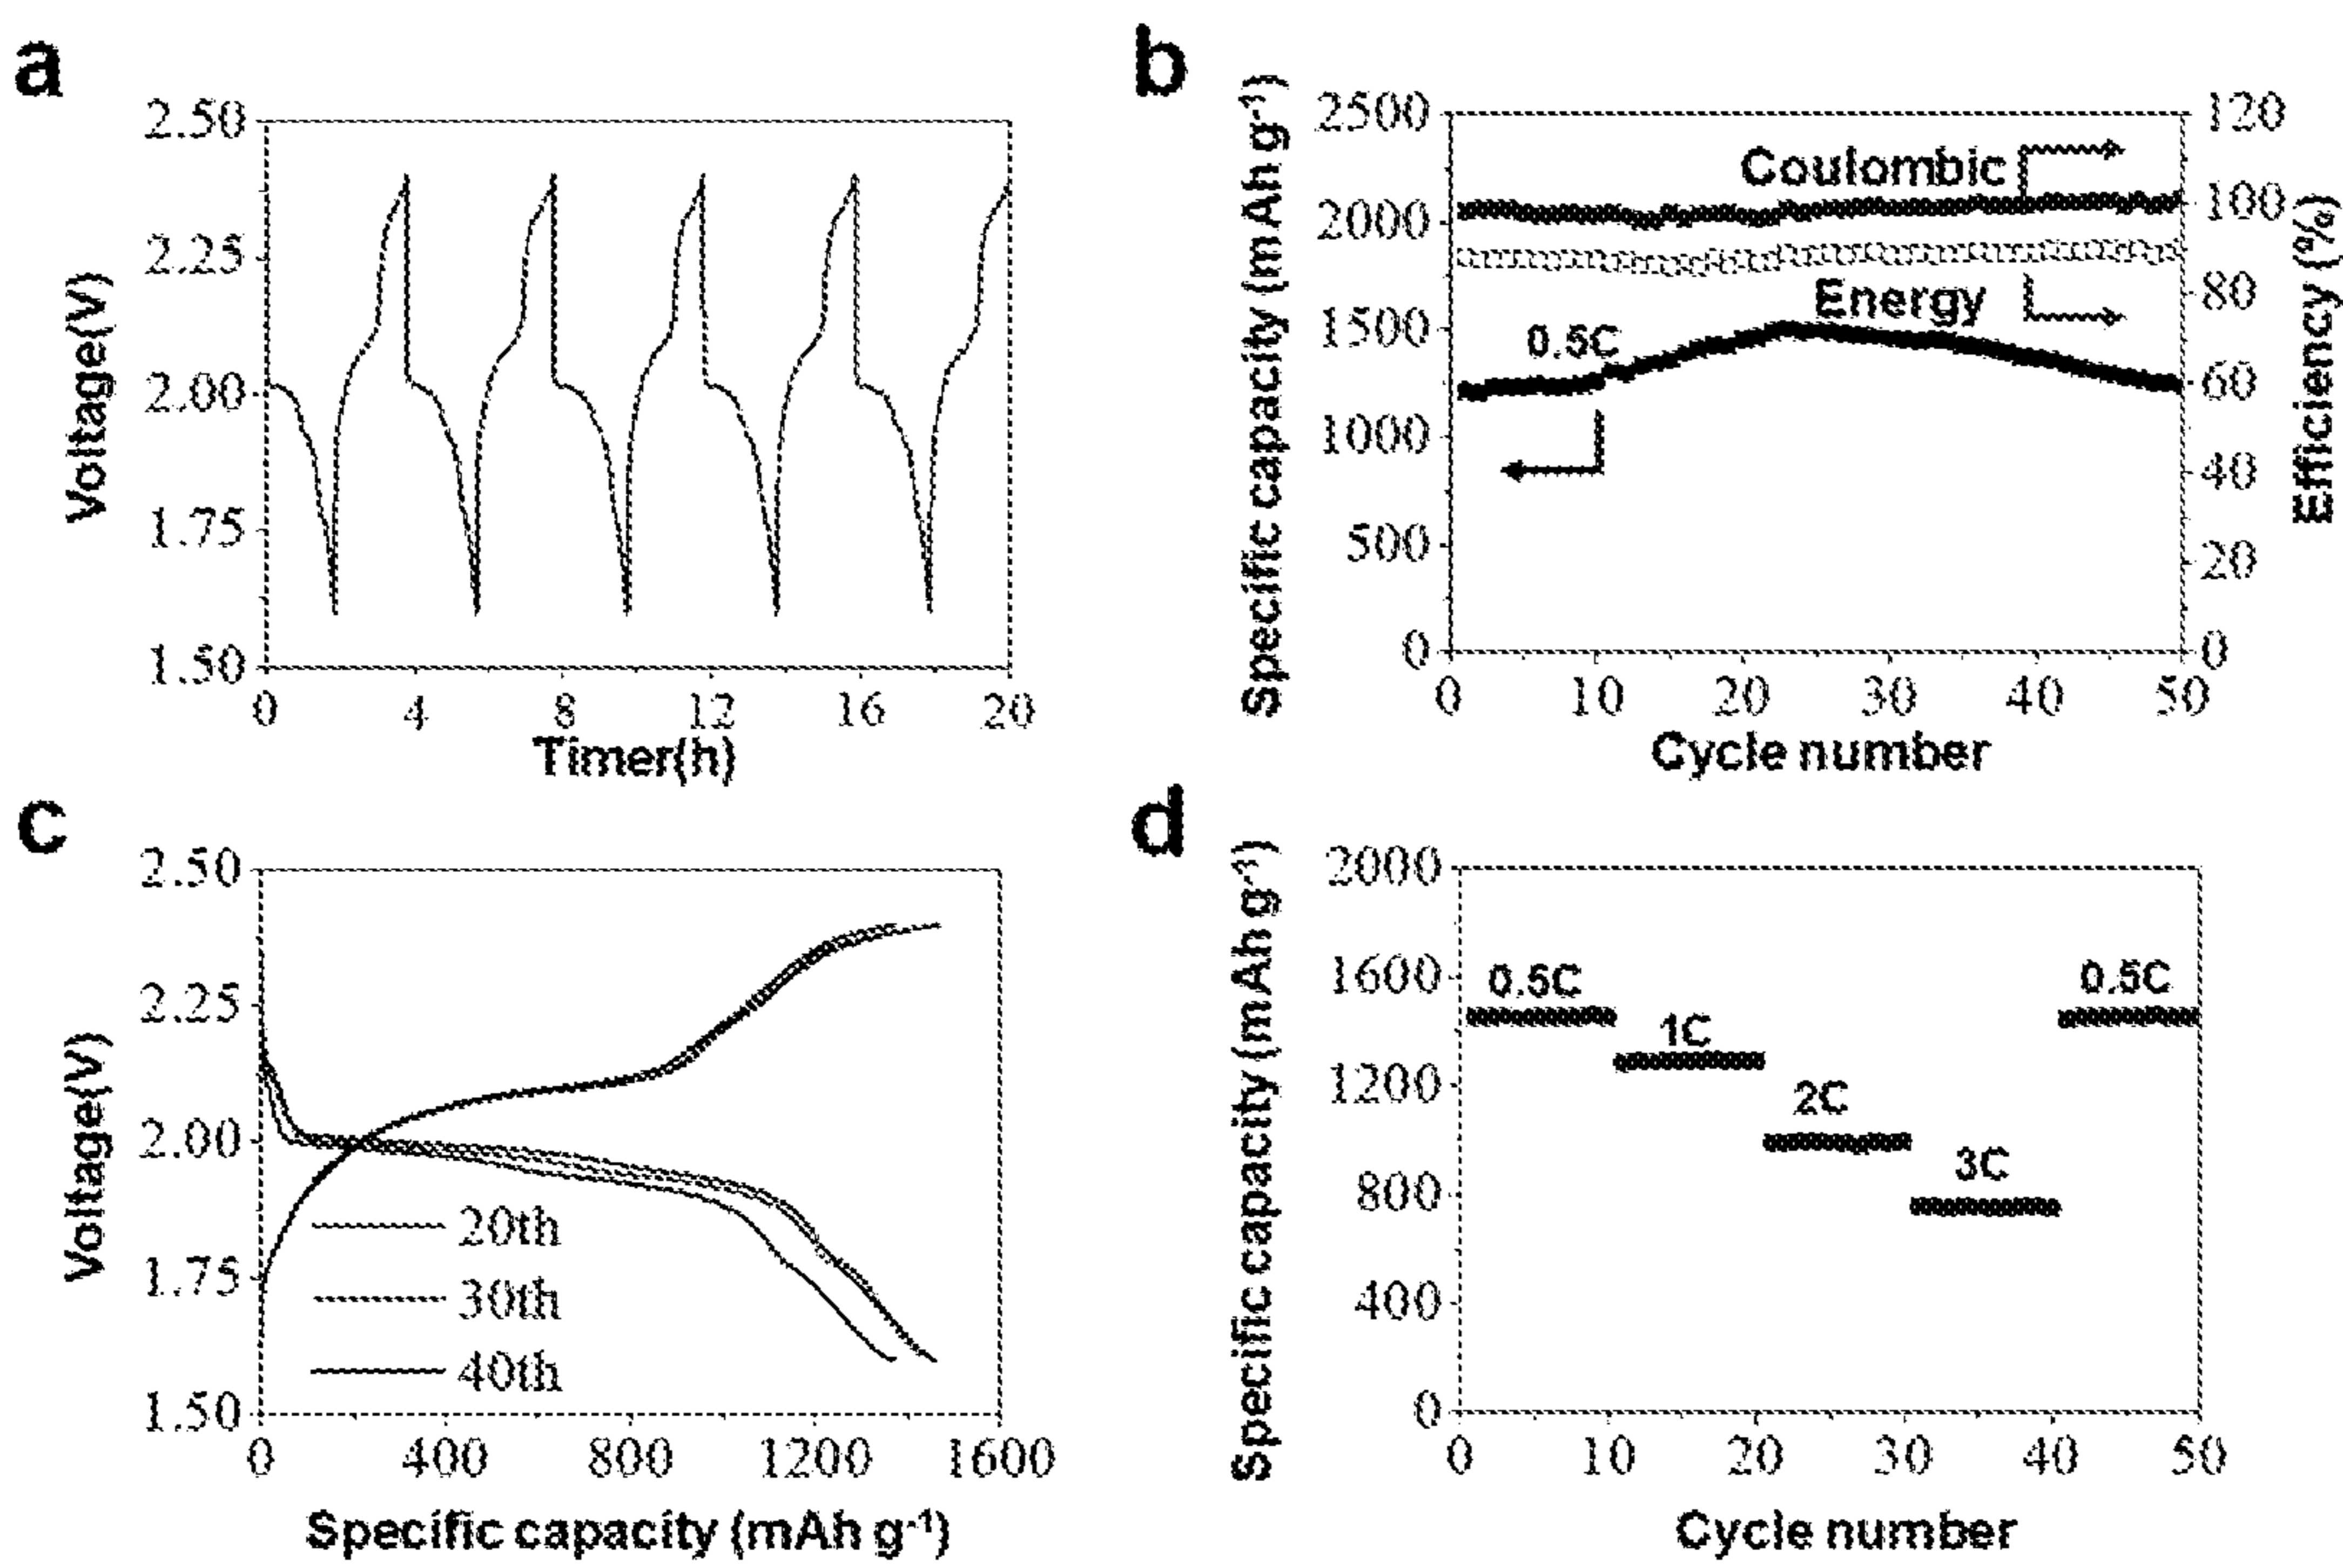 a
2.50
2.25
2.00
1.75
1.50
Voltage(V)
0 4 8 12 16 20
Timer(h)
b
2500
2000
1500
1000
500
0
Specific capacity (mAh g-1)
Coulombic
Energy
0.5C
120
100
80
60
40
20
0
Efficiency (%)
0 10 20 30 40 50
Cycle number
c
2.50
2.25
2.00
1.75
1.50
Voltage(V)
20th
30th
40th
0 400 800 1200 1600
Specific capacity (mAh g-1)
d
2000
1600
1200
800
400
0
Specific capacity (mAh g-1)
0.5C
1C
2C
3C
0.5C
0 10 20 30 40 50
Cycle number